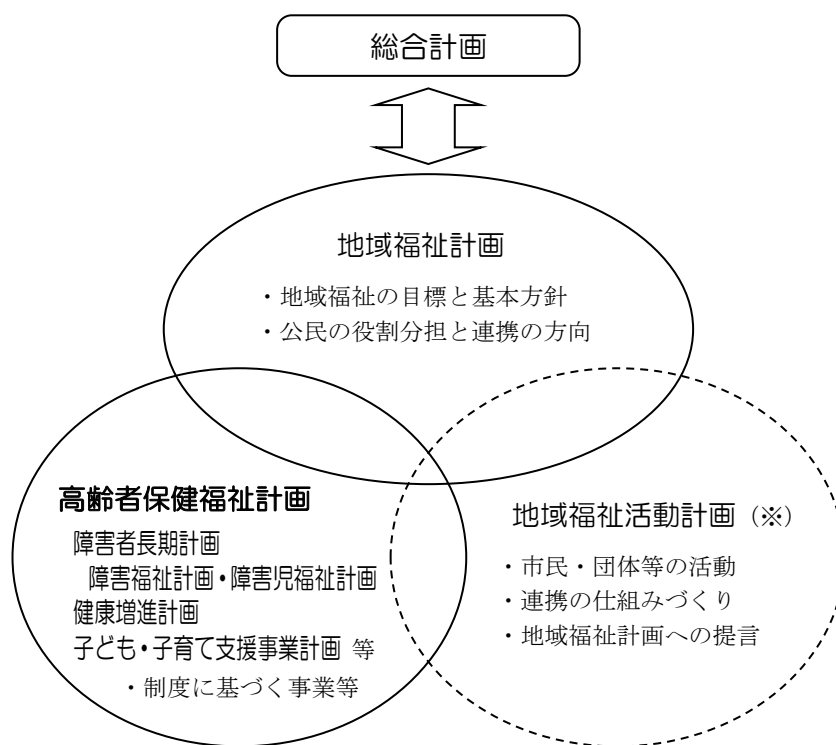 総合計画
地域福祉計画
・地域福祉の目標と基本方針
・公民の役割分担と連携の方向
高齢者保健福祉計画
障害者長期計画
障害福祉計画・障害児福祉計画
健康増進計画
子ども・子育て支援事業計画 等
・制度に基づく事業等
地域福祉活動計画（※）
・市民・団体等の活動
・連携の仕組みづくり
・地域福祉計画への提言